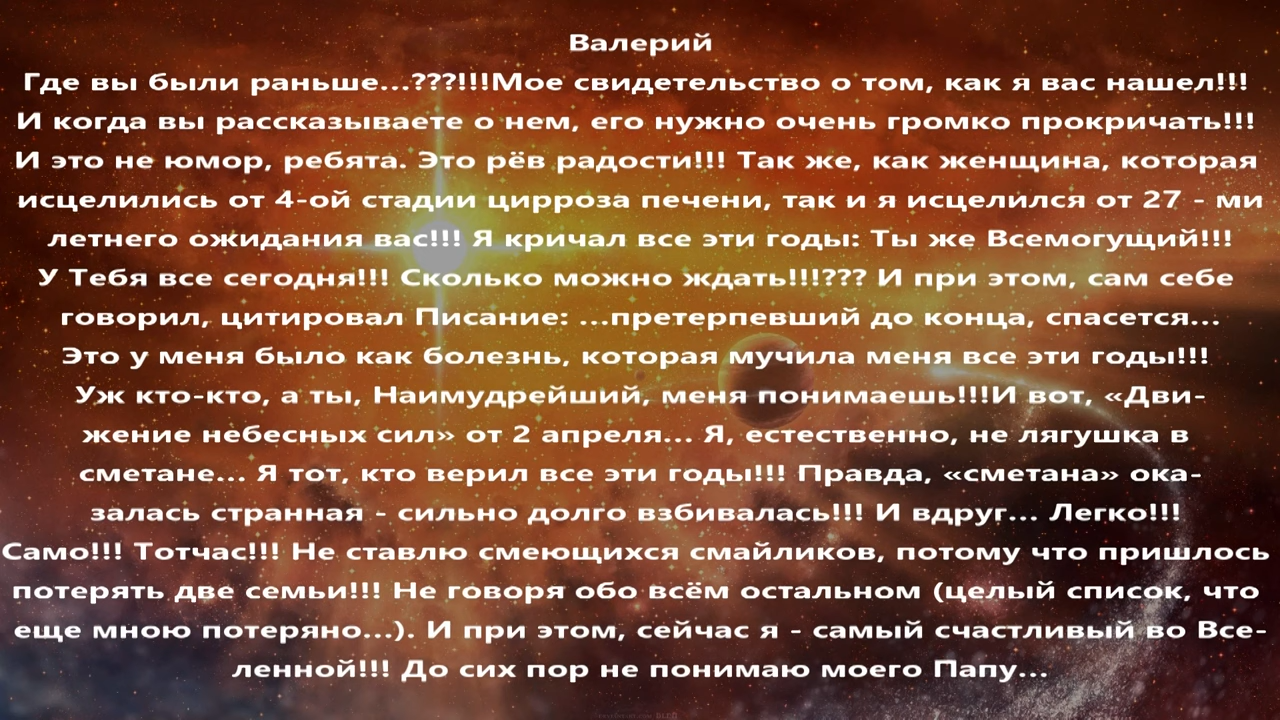 Валерий
Где вы были раньше...???!!!Мое свидетельство о том, как я вас нашел!!!
И когда вы рассказываете о нем, его нужно очень громко прокричать!!!
И это не юмор, ребята. Это рёв радости!!! Так же, как женщина, которая
исцелились от 4-ой стадии цирроза печени, так и я исцелился от 27 - ми
летнего ожидания вас!!! Я кричал все эти годы: Ты же Всемогущий!!!
У Тебя все сегодня!!! Сколько можно ждать!!!??? И при этом, сам себе
говорил, цитировал Писание: ...претерпевший до конца, спасется...
Это у меня было как болезнь, которая мучила меня все эти годы!!!
Уж кто-кто, а ты, Наимудрейший, меня понимаешь!!!И вот, «Дви-
жение небесных сил» от 2 апреля... Я, естественно, не лягушка в
сметане... Я тот, кто верил все эти годы!!! Правда, «сметана» ока-
залась странная - сильно долго взбивалась!!! И вдруг... Легко!!!
Само!!! Тотчас!!! Не ставлю смеющихся смайликов, потому что пришлось
потерять две семьи!!! Не говоря обо всём остальном (целый список, что
еще мною потеряно...). И при этом, сейчас я - самый счастливый во Все-
ленной!!! До сих пор не понимаю моего Папу...